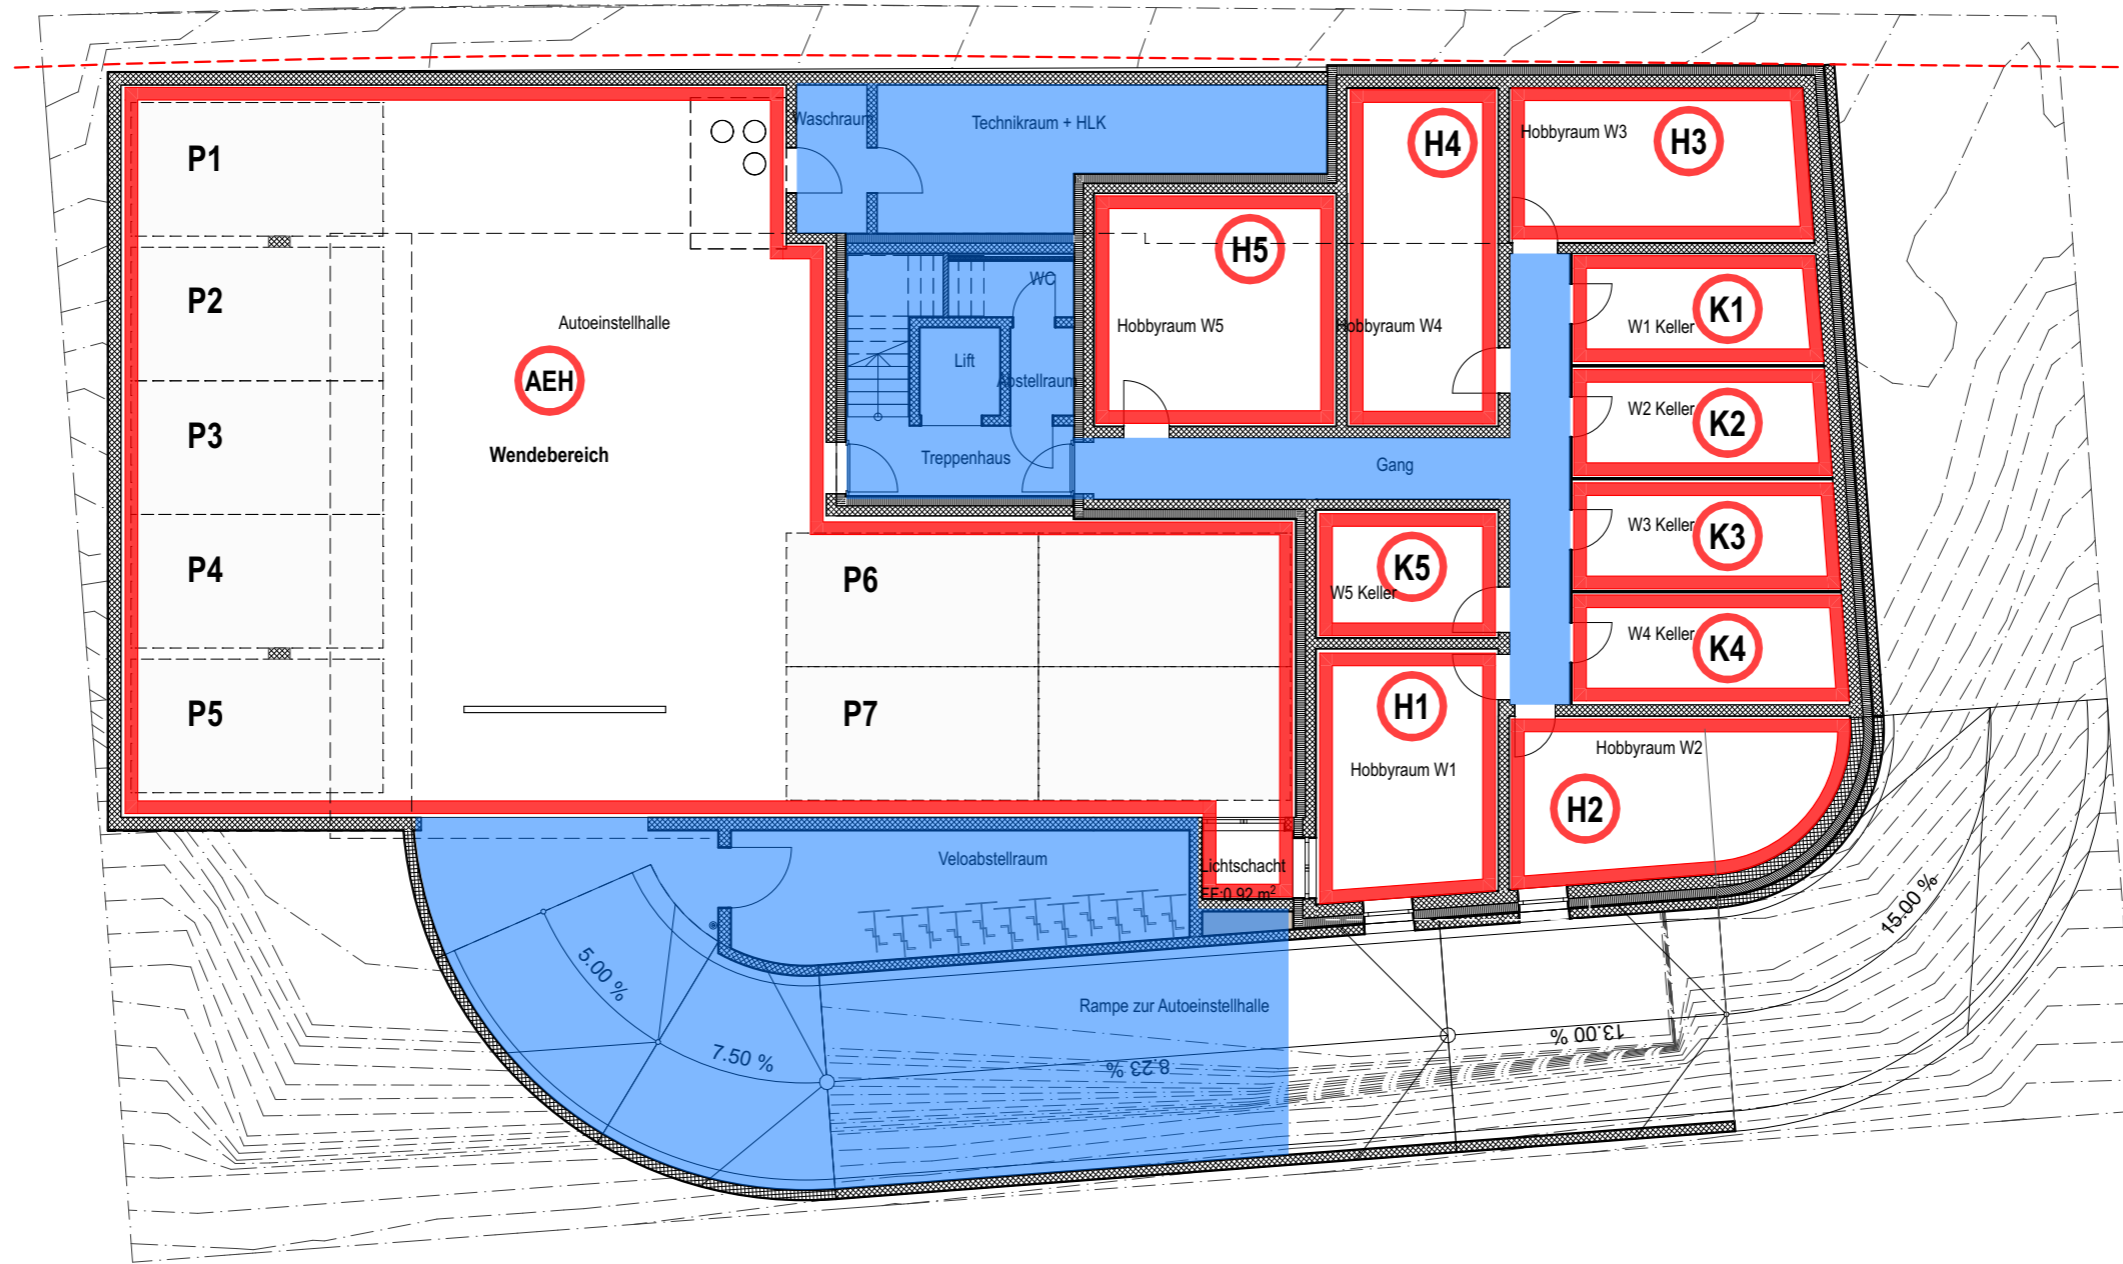 Waschraum
Technikraum + HLK
H4
Hobbyraum W3
H3
P1
H5
WC
P2
Autoeinstellhalle
Hobbyraum W5
Hobbyraum W4
W1 Keller
K1
Lift
AEH
Abstellraum
W2 Keller
K2
P3
Wendebereich
Treppenhaus
Gang
W3 Keller
K3
P4
P6
K5
W5 Keller
W4 Keller
K4
P5
P7
H1
Hobbyraum W2
Hobbyraum W1
H2
Veloabstellraum
Lichtschacht
FF:0.92 m²
15.00 %
5.00 %
Rampe zur Autoeinstellhalle
13.00 %
7.50 %
8.23 %